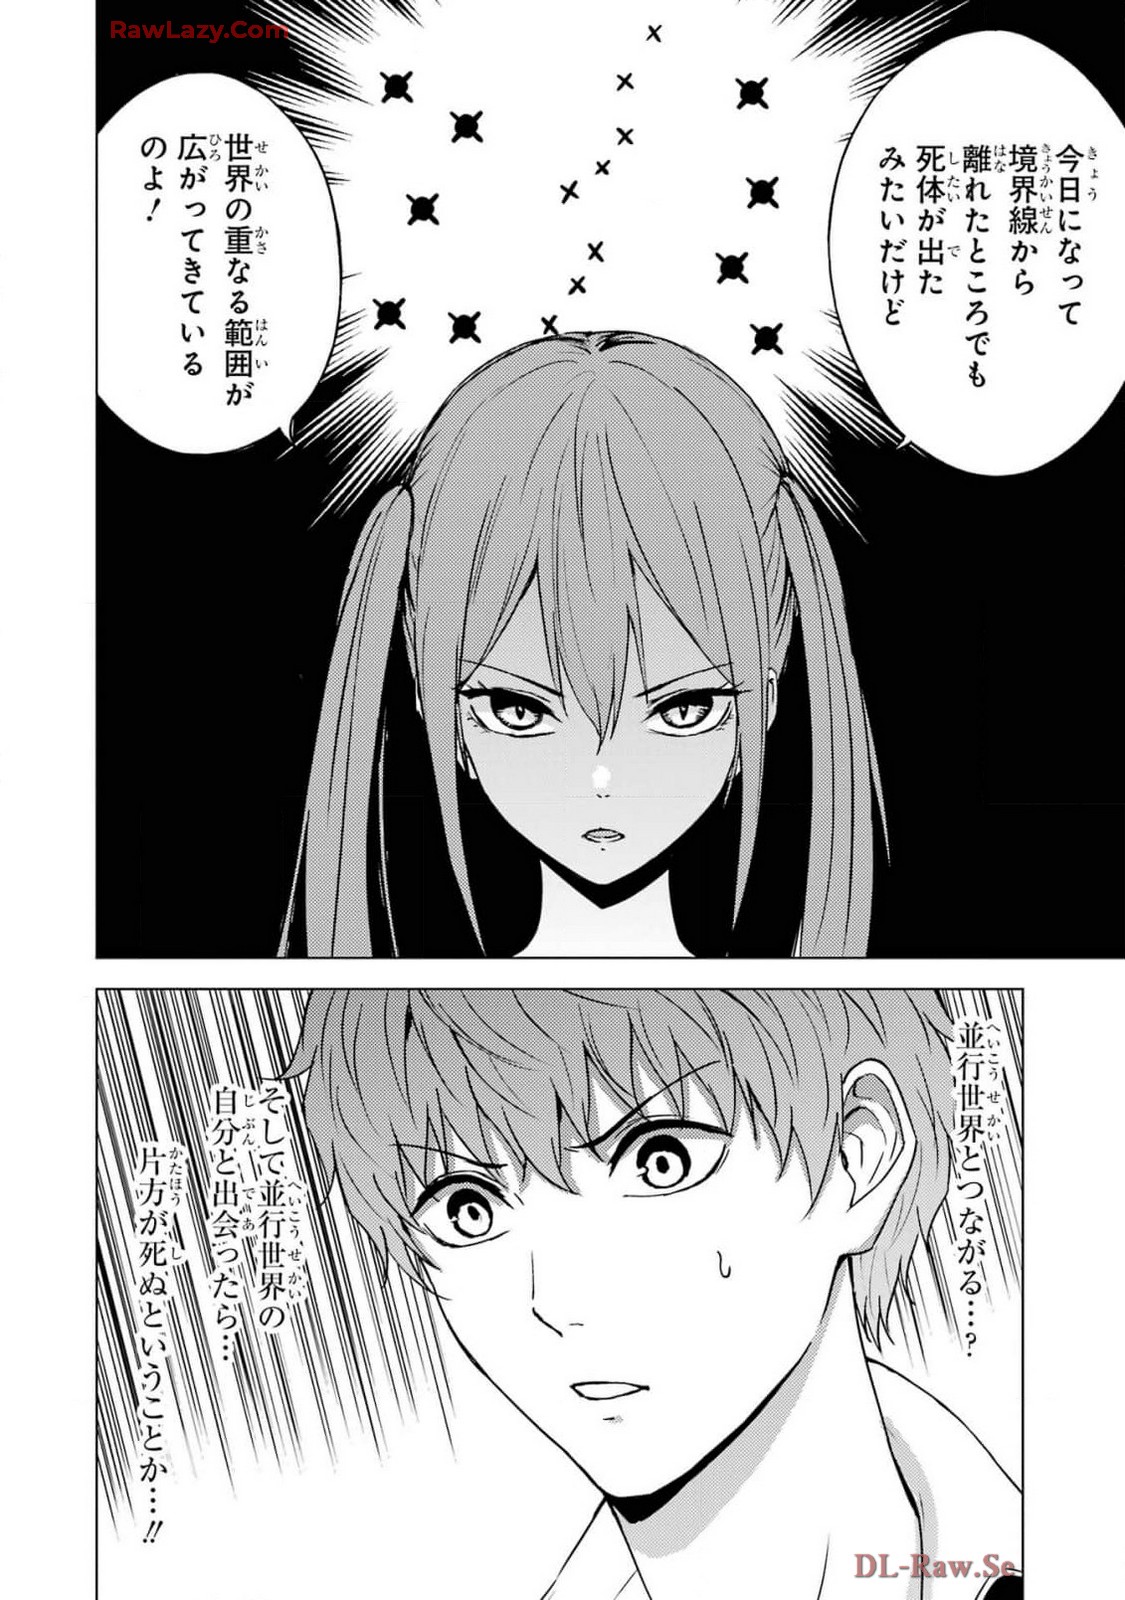 RawLazy.Com
今日になって
境界線から
離れたところでも
死体が出た
みたいだけど
世界の重なる範囲が
広がってきている
のよ！
並行世界とつながる…？
そして並行世界の
自分と出会ったら…
片方が死ぬということか…!!
DL-Raw.Se